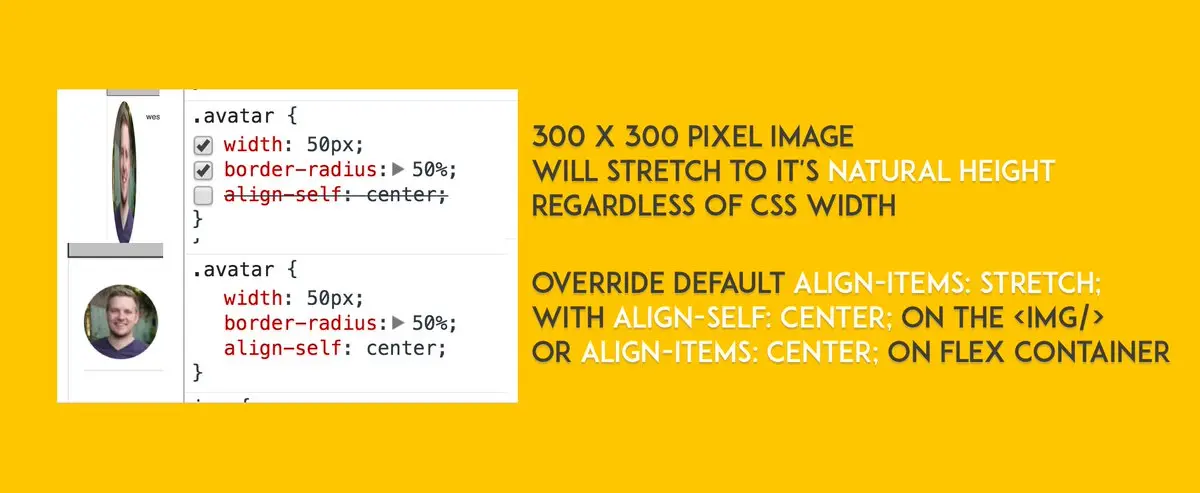 wes
.avatar {
width: 50px;
border-radius: 50%;
align-self: center;
}
.avatar {
width: 50px;
border-radius: 50%;
align-self: center;
}
300 X 300 PIXEL IMAGE
WILL STRETCH TO IT'S NATURAL HEIGHT
REGARDLESS OF CSS WIDTH
OVERRIDE DEFAULT ALIGN-ITEMS: STRETCH;
WITH ALIGN-SELF: CENTER; ON THE <IMG/>
OR ALIGN-ITEMS: CENTER; ON FLEX CONTAINER